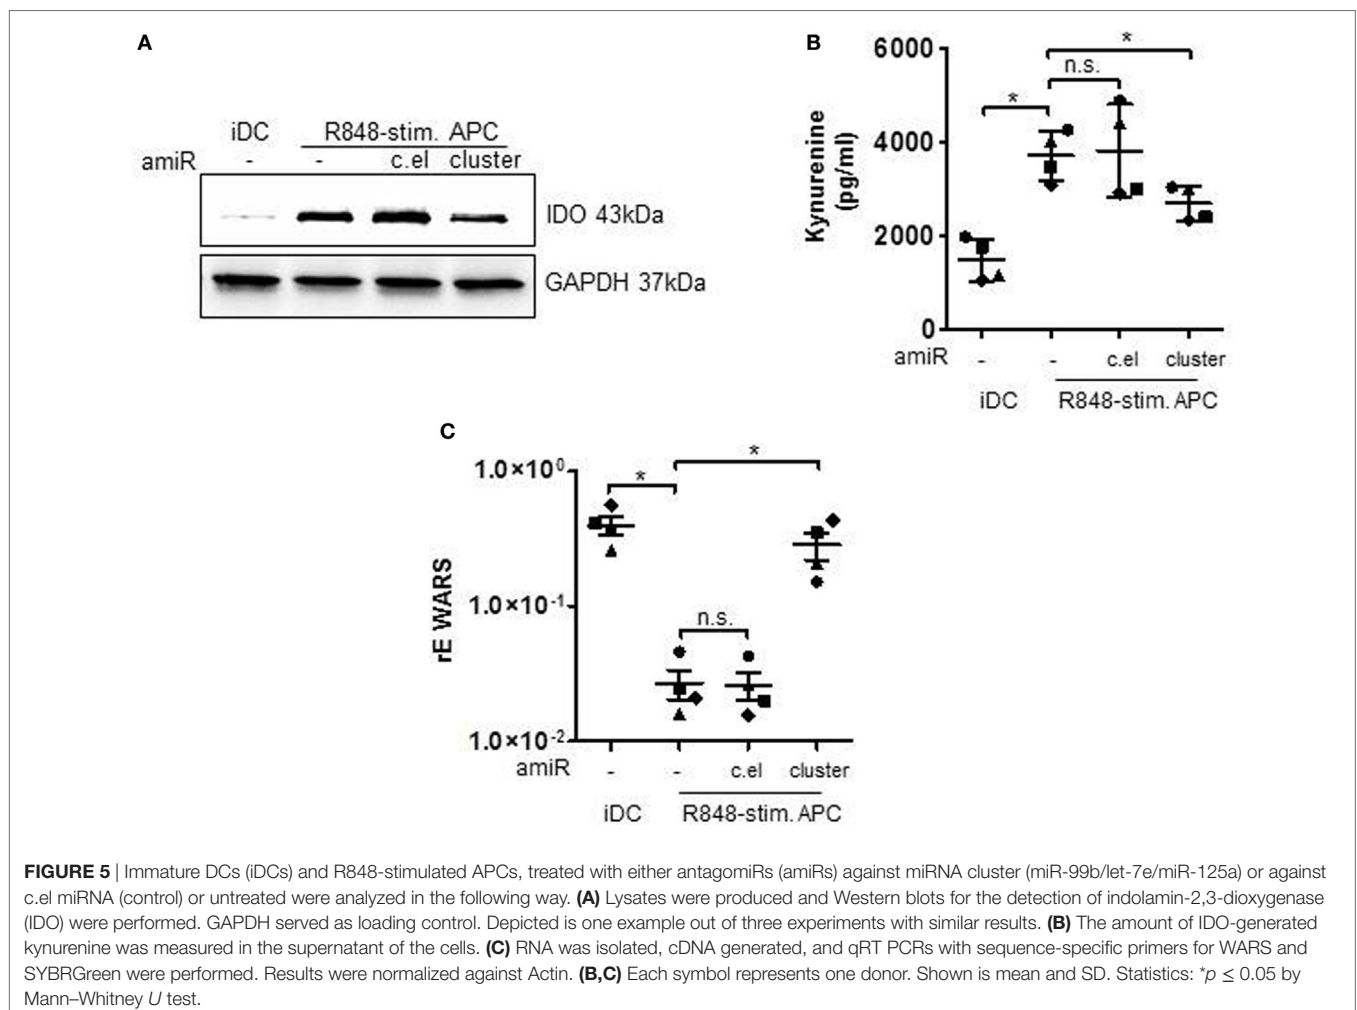 A
iDC R848-stim. APC
amiR - - c.el cluster
IDO 43kDa
GAPDH 37kDa
B
Kynurenine
(pg/ml)
6000
4000
2000
0
*
n.s.
*
amiR - - c.el cluster
iDC R848-stim. APC
C
rE WARS
1.0×10⁰
1.0×10⁻¹
1.0×10⁻²
*
*
n.s.
amiR - - c.el cluster
iDC R848-stim. APC
FIGURE 5 | Immature DCs (iDCs) and R848-stimulated APCs, treated with either antagomiRs (amiRs) against miRNA cluster (miR-99b/let-7e/miR-125a) or against
c.el miRNA (control) or untreated were analyzed in the following way. (A) Lysates were produced and Western blots for the detection of indolamin-2,3-dioxygenase
(IDO) were performed. GAPDH served as loading control. Depicted is one example out of three experiments with similar results. (B) The amount of IDO-generated
kynurenine was measured in the supernatant of the cells. (C) RNA was isolated, cDNA generated, and qRT PCRs with sequence-specific primers for WARS and
SYBRGreen were performed. Results were normalized against Actin. (B,C) Each symbol represents one donor. Shown is mean and SD. Statistics: *p ≤ 0.05 by
Mann–Whitney U test.